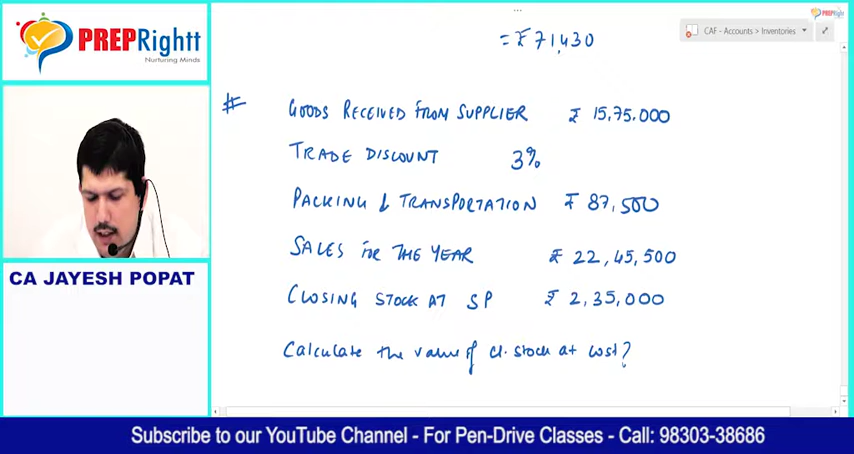 PREPRightt
Nurturing Minds
= ₹ 71,430
CAF - Accounts > Inventories
PREPRightt
# GOODS RECEIVED FROM SUPPLIER ₹ 15,75,000
TRADE DISCOUNT 3%
PACKING & TRANSPORTATION ₹ 87,500
SALES FOR THE YEAR ₹ 22,45,500
CLOSING STOCK AT SP ₹ 2,35,000
Calculate the value of cl. stock at cost?
CA JAYESH POPAT
Subscribe to our YouTube Channel - For Pen-Drive Classes - Call: 98303-38686